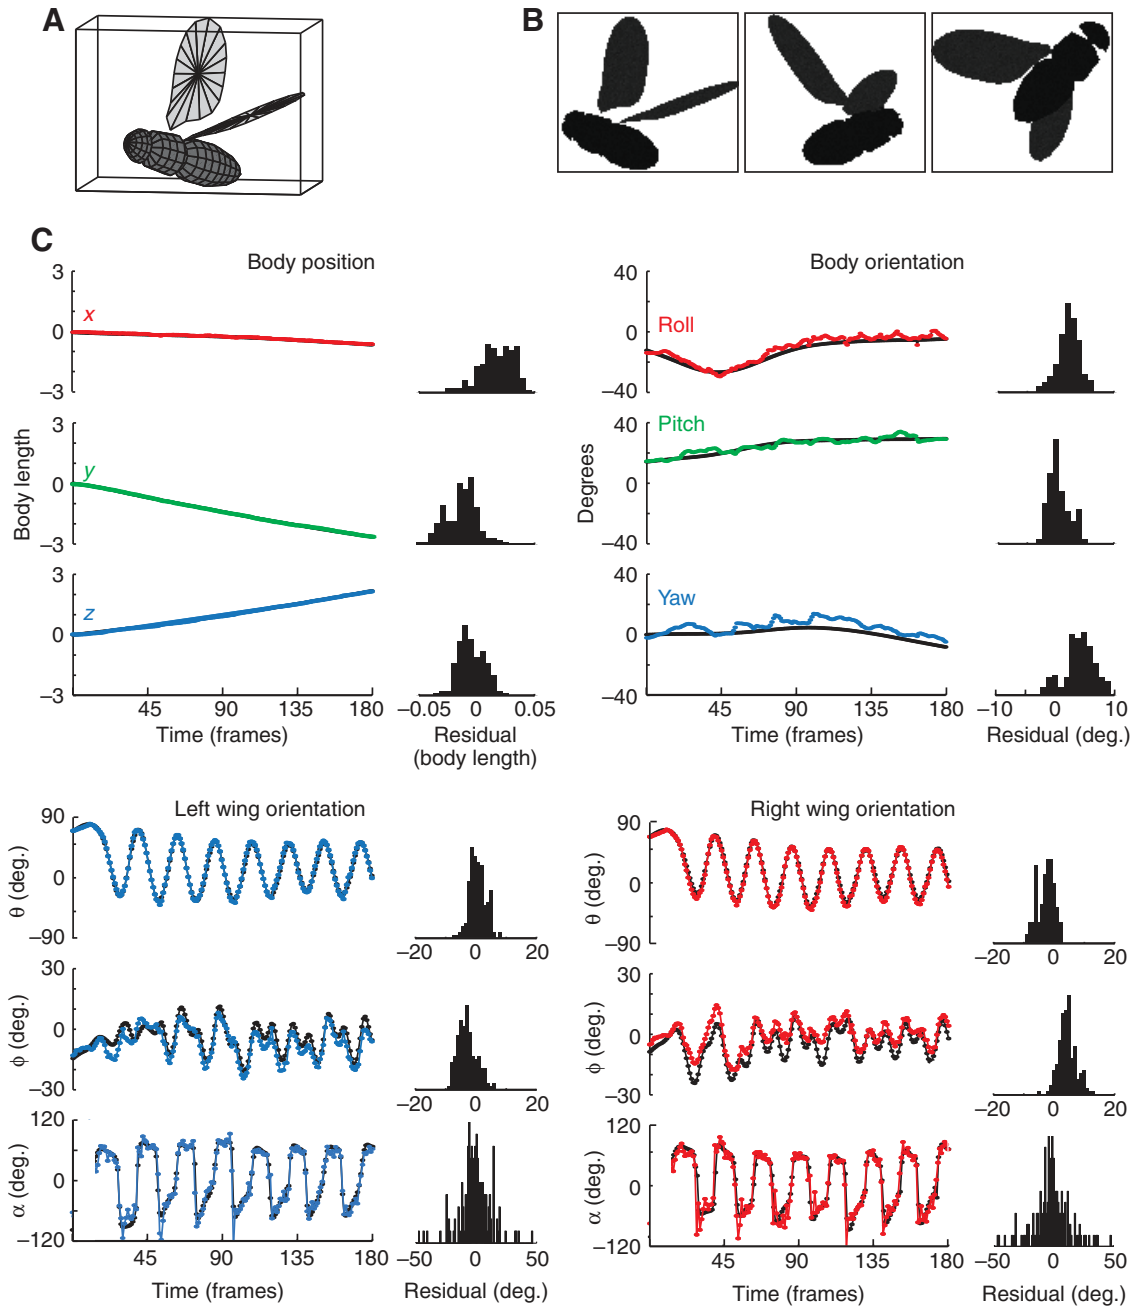 A
B
C
Body position
Body orientation
3
0
–3
x
40
0
–40
Roll
3
0
–3
y
Body length
40
0
–40
Pitch
Degrees
3
0
–3
z
40
0
–40
Yaw
45 90 135 180
–0.05 0 0.05
45 90 135 180
–10 0 10
Time (frames)
Residual
(body length)
Time (frames)
Residual (deg.)
Left wing orientation
Right wing orientation
90
0
–90
θ (deg.)
–20 0 20
90
0
–90
θ (deg.)
–20 0 20
30
0
–30
ϕ (deg.)
–20 0 20
30
0
–30
ϕ (deg.)
–20 0 20
120
0
–120
α (deg.)
120
0
–120
α (deg.)
45 90 135 180
–50 0 50
45 90 135 180
–50 0 50
Time (frames)
Residual (deg.)
Time (frames)
Residual (deg.)